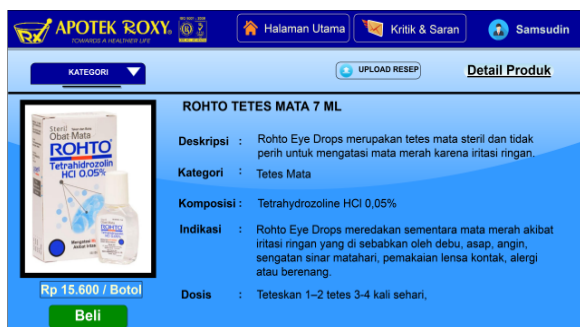 APOTEK ROXY
TOWARDS A HEALTHIER LIFE
Halaman Utama
Kritik & Saran
Samsudin
KATEGORI
UPLOAD RESEP
Detail Produk
ROHTO TETES MATA 7 ML
Steril
Obat Mata
ROHTO
Tetrahidrozolin
HCl 0,05%
ROHTO
Deskripsi : Rohto Eye Drops merupakan tetes mata steril dan tidak
perih untuk mengatasi mata merah karena iritasi ringan.
Kategori : Tetes Mata
Komposisi : Tetrahydrozoline HCI 0,05%
Indikasi : Rohto Eye Drops meredakan sementara mata merah akibat
iritasi ringan yang di sebabkan oleh debu, asap, angin,
sengatan sinar matahari, pemakaian lensa kontak, alergi
atau berenang.
Dosis : Teteskan 1–2 tetes 3-4 kali sehari,
Rp 15.600 / Botol
Beli